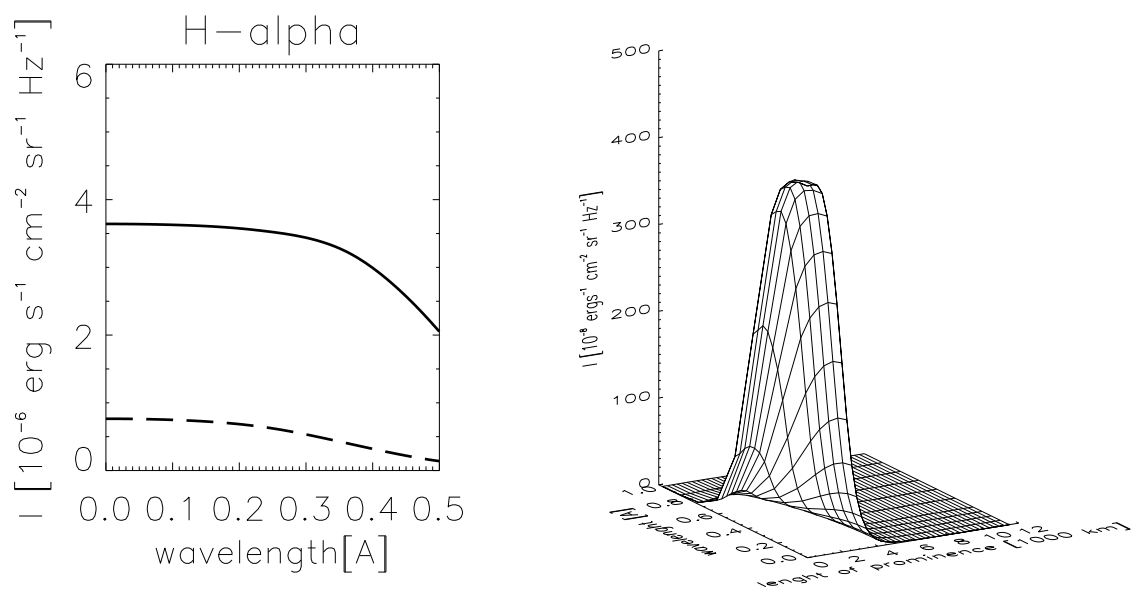 H-alpha
I [10⁻⁶ erg s⁻¹ cm⁻² sr⁻¹ Hz⁻¹]
6
4
2
0
0.0 0.1 0.2 0.3 0.4 0.5
wavelength[A]
500
400
300
200
100
0
I [10⁻⁸ ergs⁻¹ cm⁻² sr⁻¹ Hz⁻¹]
1.0 0.8 0.6 0.4 0.2 0.0
wavelenght [A]
0 2 4 6 8 10 12
lenght of prominence [1000 km]